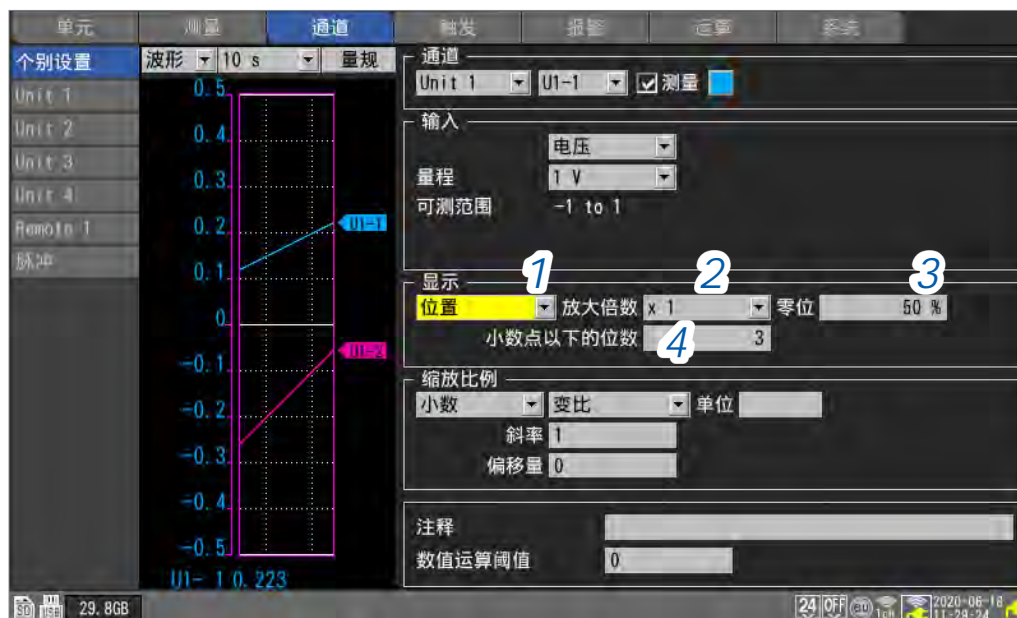 单元 测量 通道 触发 报警 运算 系统
个别设置
Unit 1
Unit 2
Unit 3
Unit 4
Remote 1
脉冲
波形 10 s 量规
0.5
0.4
0.3
0.2
0.1
0
-0.1
-0.2
-0.3
-0.4
-0.5
U1-1
U1-2
U1- 1 0.223
通道
Unit 1 U1-1 测量
输入
电压
量程 1 V
可测范围 -1 to 1
显示 1 2 3
位置 放大倍数 x 1 零位 50 %
小数点以下的位数 4 3
缩放比例
小数 变比 单位
斜率 1
偏移量 0
注释
数值运算阈值 0
SD USB 29.8GB
24 OFF 1ch 2020-06-18
11-29-24